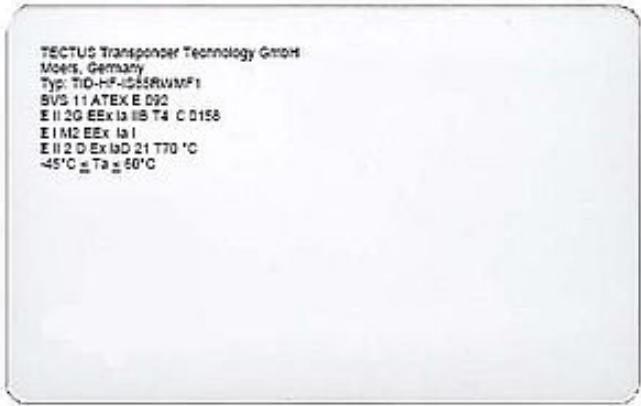 TECTUS Transponder Technology GmbH
Moers, Germany
Typ: TID-HF-IS55RWMF1
BVS 11 ATEX E 092
E II 2G EEx ia IIB T4 C 0158
E I M2 EEx ia I
E II 2 D Ex iaD 21 T70 °C
-45°C ≤ Ta ≤ 60°C